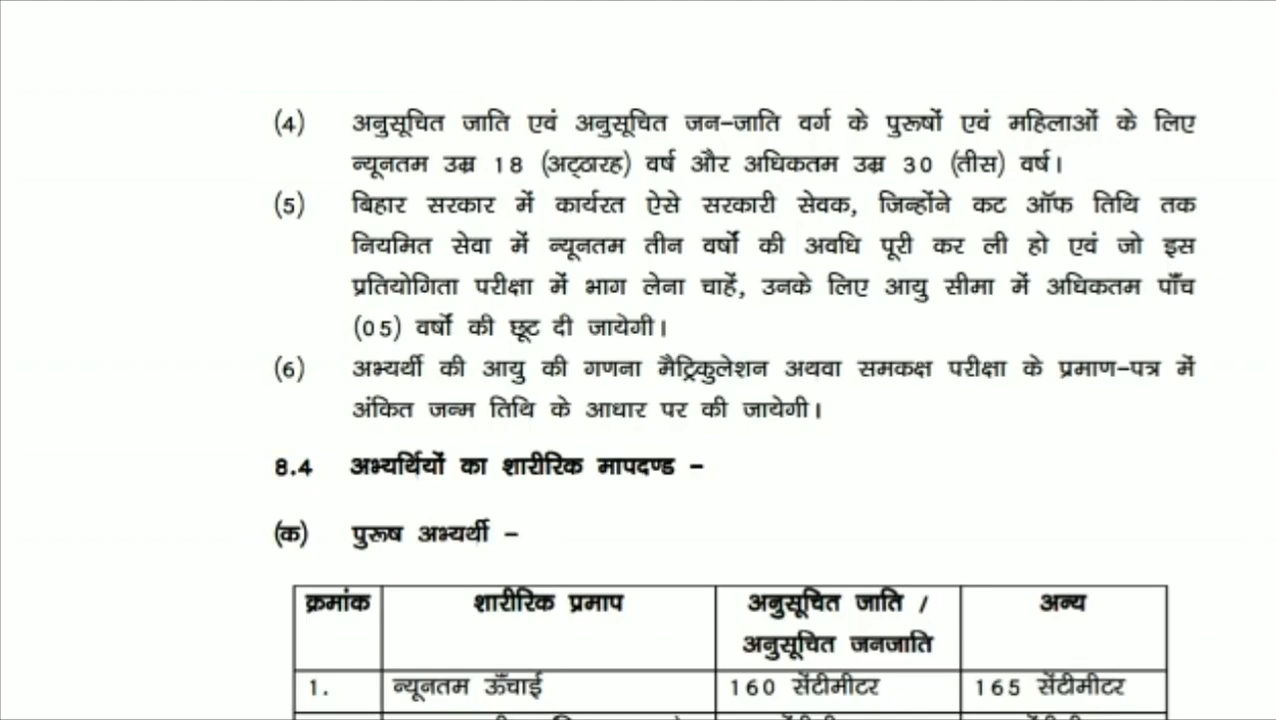 (4) अनुसूचित जाति एवं अनुसूचित जन-जाति वर्ग के पुरूषों एवं महिलाओं के लिए
न्यूनतम उम्र 18 (अट्ठारह) वर्ष और अधिकतम उम्र 30 (तीस) वर्ष।
(5) बिहार सरकार में कार्यरत ऐसे सरकारी सेवक, जिन्होंने कट ऑफ तिथि तक
नियमित सेवा में न्यूनतम तीन वर्षों की अवधि पूरी कर ली हो एवं जो इस
प्रतियोगिता परीक्षा में भाग लेना चाहें, उनके लिए आयु सीमा में अधिकतम पाँच
(05) वर्षों की छूट दी जायेगी।
(6) अभ्यर्थी की आयु की गणना मैट्रिकुलेशन अथवा समकक्ष परीक्षा के प्रमाण-पत्र में
अंकित जन्म तिथि के आधार पर की जायेगी।
8.4 अभ्यर्थियों का शारीरिक मापदण्ड -
(क) पुरूष अभ्यर्थी -
क्रमांक शारीरिक प्रमाप अनुसूचित जाति / अन्य
अनुसूचित जनजाति
1. न्यूनतम ऊँचाई 160 सेंटीमीटर 165 सेंटीमीटर